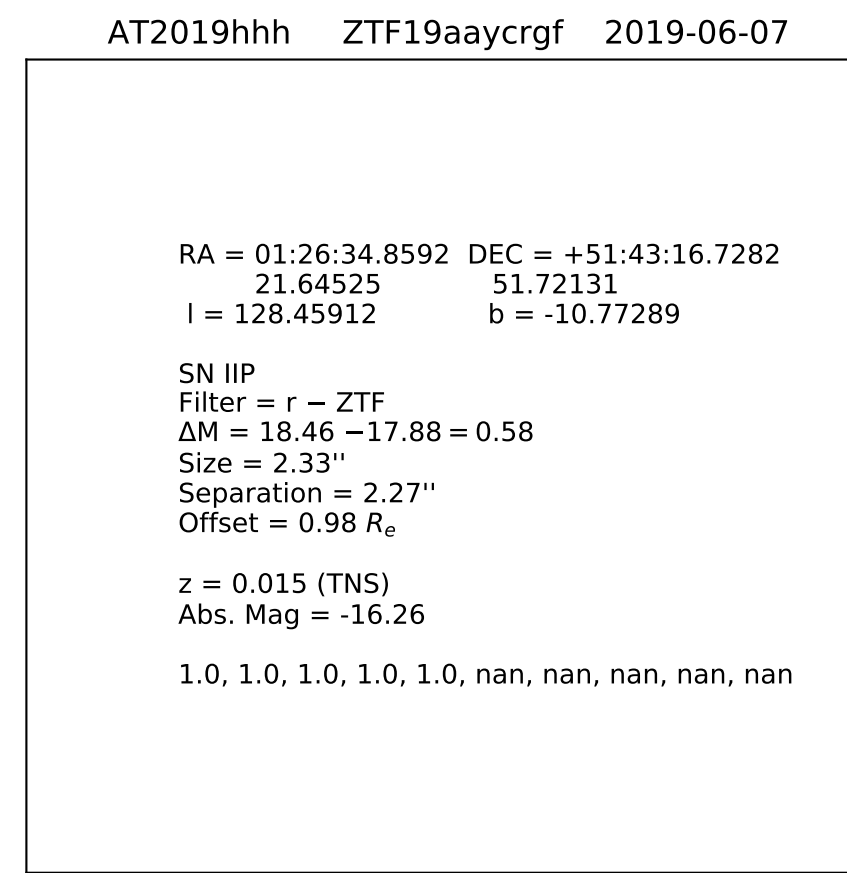 AT2019hhh ZTF19aaycrgf 2019-06-07
RA = 01:26:34.8592 DEC = +51:43:16.7282
21.64525 51.72131
l = 128.45912 b = -10.77289
SN IIP
Filter = r − ZTF
ΔM = 18.46 −17.88 = 0.58
Size = 2.33''
Separation = 2.27''
Offset = 0.98 Re
z = 0.015 (TNS)
Abs. Mag = -16.26
1.0, 1.0, 1.0, 1.0, 1.0, nan, nan, nan, nan, nan